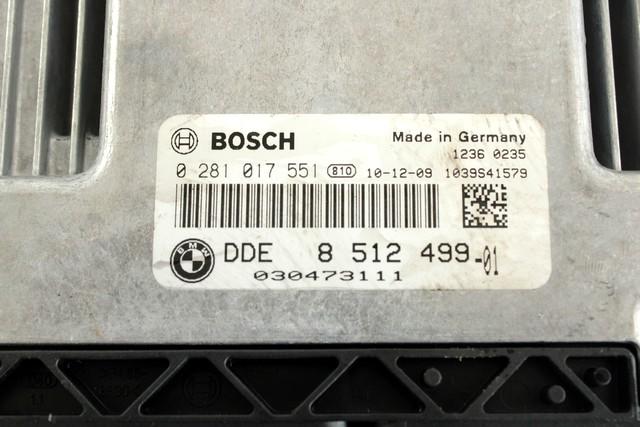 BOSCH Made in Germany
1236 0235
0 281 017 551 810 10-12-09 1039S41579
BMW DDE 8 512 499-01
030473111